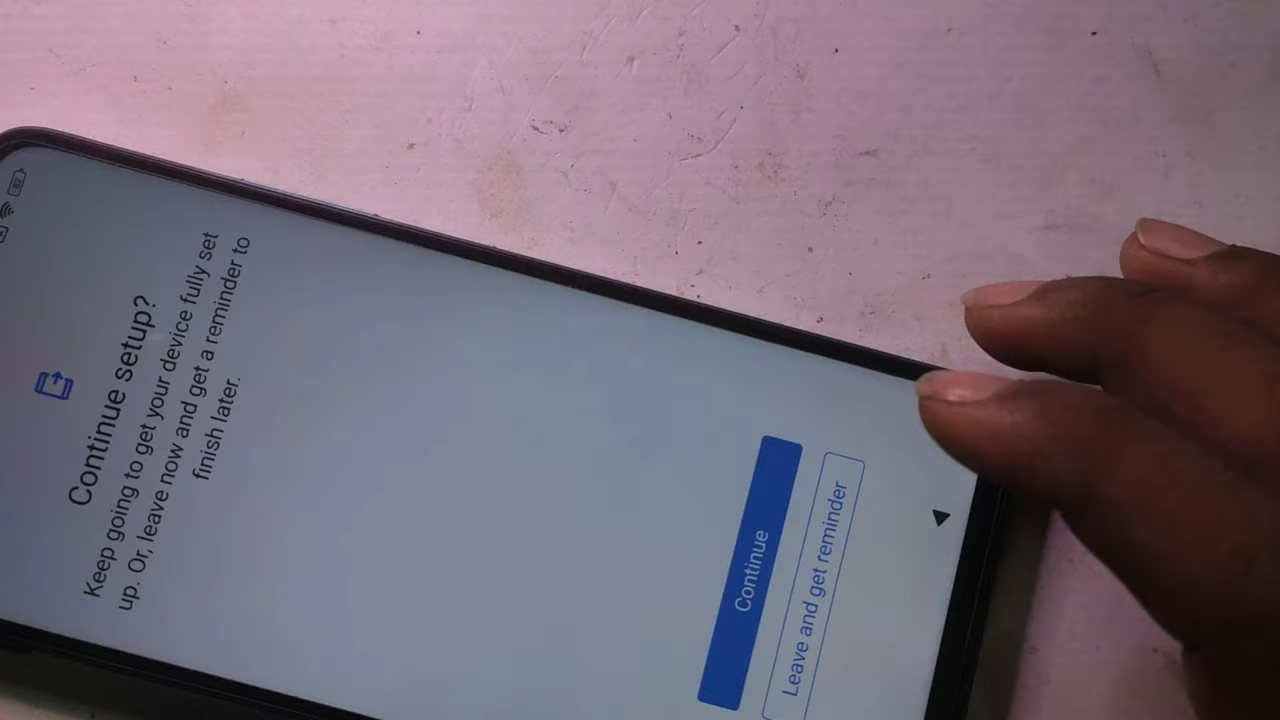 Continue setup?
Keep going to get your device fully set
up. Or, leave now and get a reminder to
finish later.
Continue
Leave and get reminder